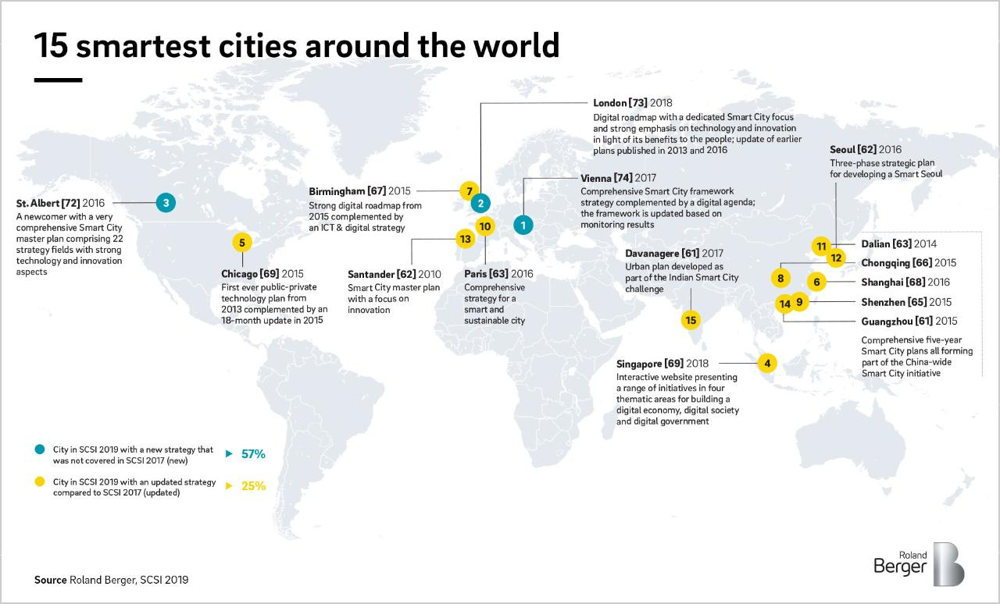 15 smartest cities around the world
London [73] 2018
Digital roadmap with a dedicated Smart City focus
and strong emphasis on technology and innovation
in light of its benefits to the people; update of earlier
plans published in 2013 and 2016
Seoul [62] 2016
Three-phase strategic plan
for developing a Smart Seoul
Vienna [74] 2017
Comprehensive Smart City framework
strategy complemented by a digital agenda;
the framework is updated based on
monitoring results
Birmingham [67] 2015
Strong digital roadmap from
2015 complemented by
an ICT & digital strategy
7
2
1
10
13
St. Albert [72] 2016
A newcomer with a very
comprehensive Smart City
master plan comprising 22
strategy fields with strong
technology and innovation
aspects
3
5
Chicago [69] 2015
First ever public-private
technology plan from
2013 complemented by an
18-month update in 2015
Santander [62] 2010
Smart City master plan
with a focus on
innovation
Paris [63] 2016
Comprehensive
strategy for a
smart and
sustainable city
Davanagere [61] 2017
Urban plan developed as
part of the Indian Smart City
challenge
15
11
12
8
6
14
9
Dalian [63] 2014
Chongqing [66] 2015
Shanghai [68] 2016
Shenzhen [65] 2015
Guangzhou [61] 2015
Comprehensive five-year
Smart City plans all forming
part of the China-wide
Smart City initiative
Singapore [69] 2018
4
Interactive website presenting
a range of initiatives in four
thematic areas for building a
digital economy, digital society
and digital government
City in SCSI 2019 with a new strategy that
was not covered in SCSI 2017 (new)
57%
City in SCSI 2019 with an updated strategy
compared to SCSI 2017 (updated)
25%
Source Roland Berger, SCSI 2019
Roland
Berger
B